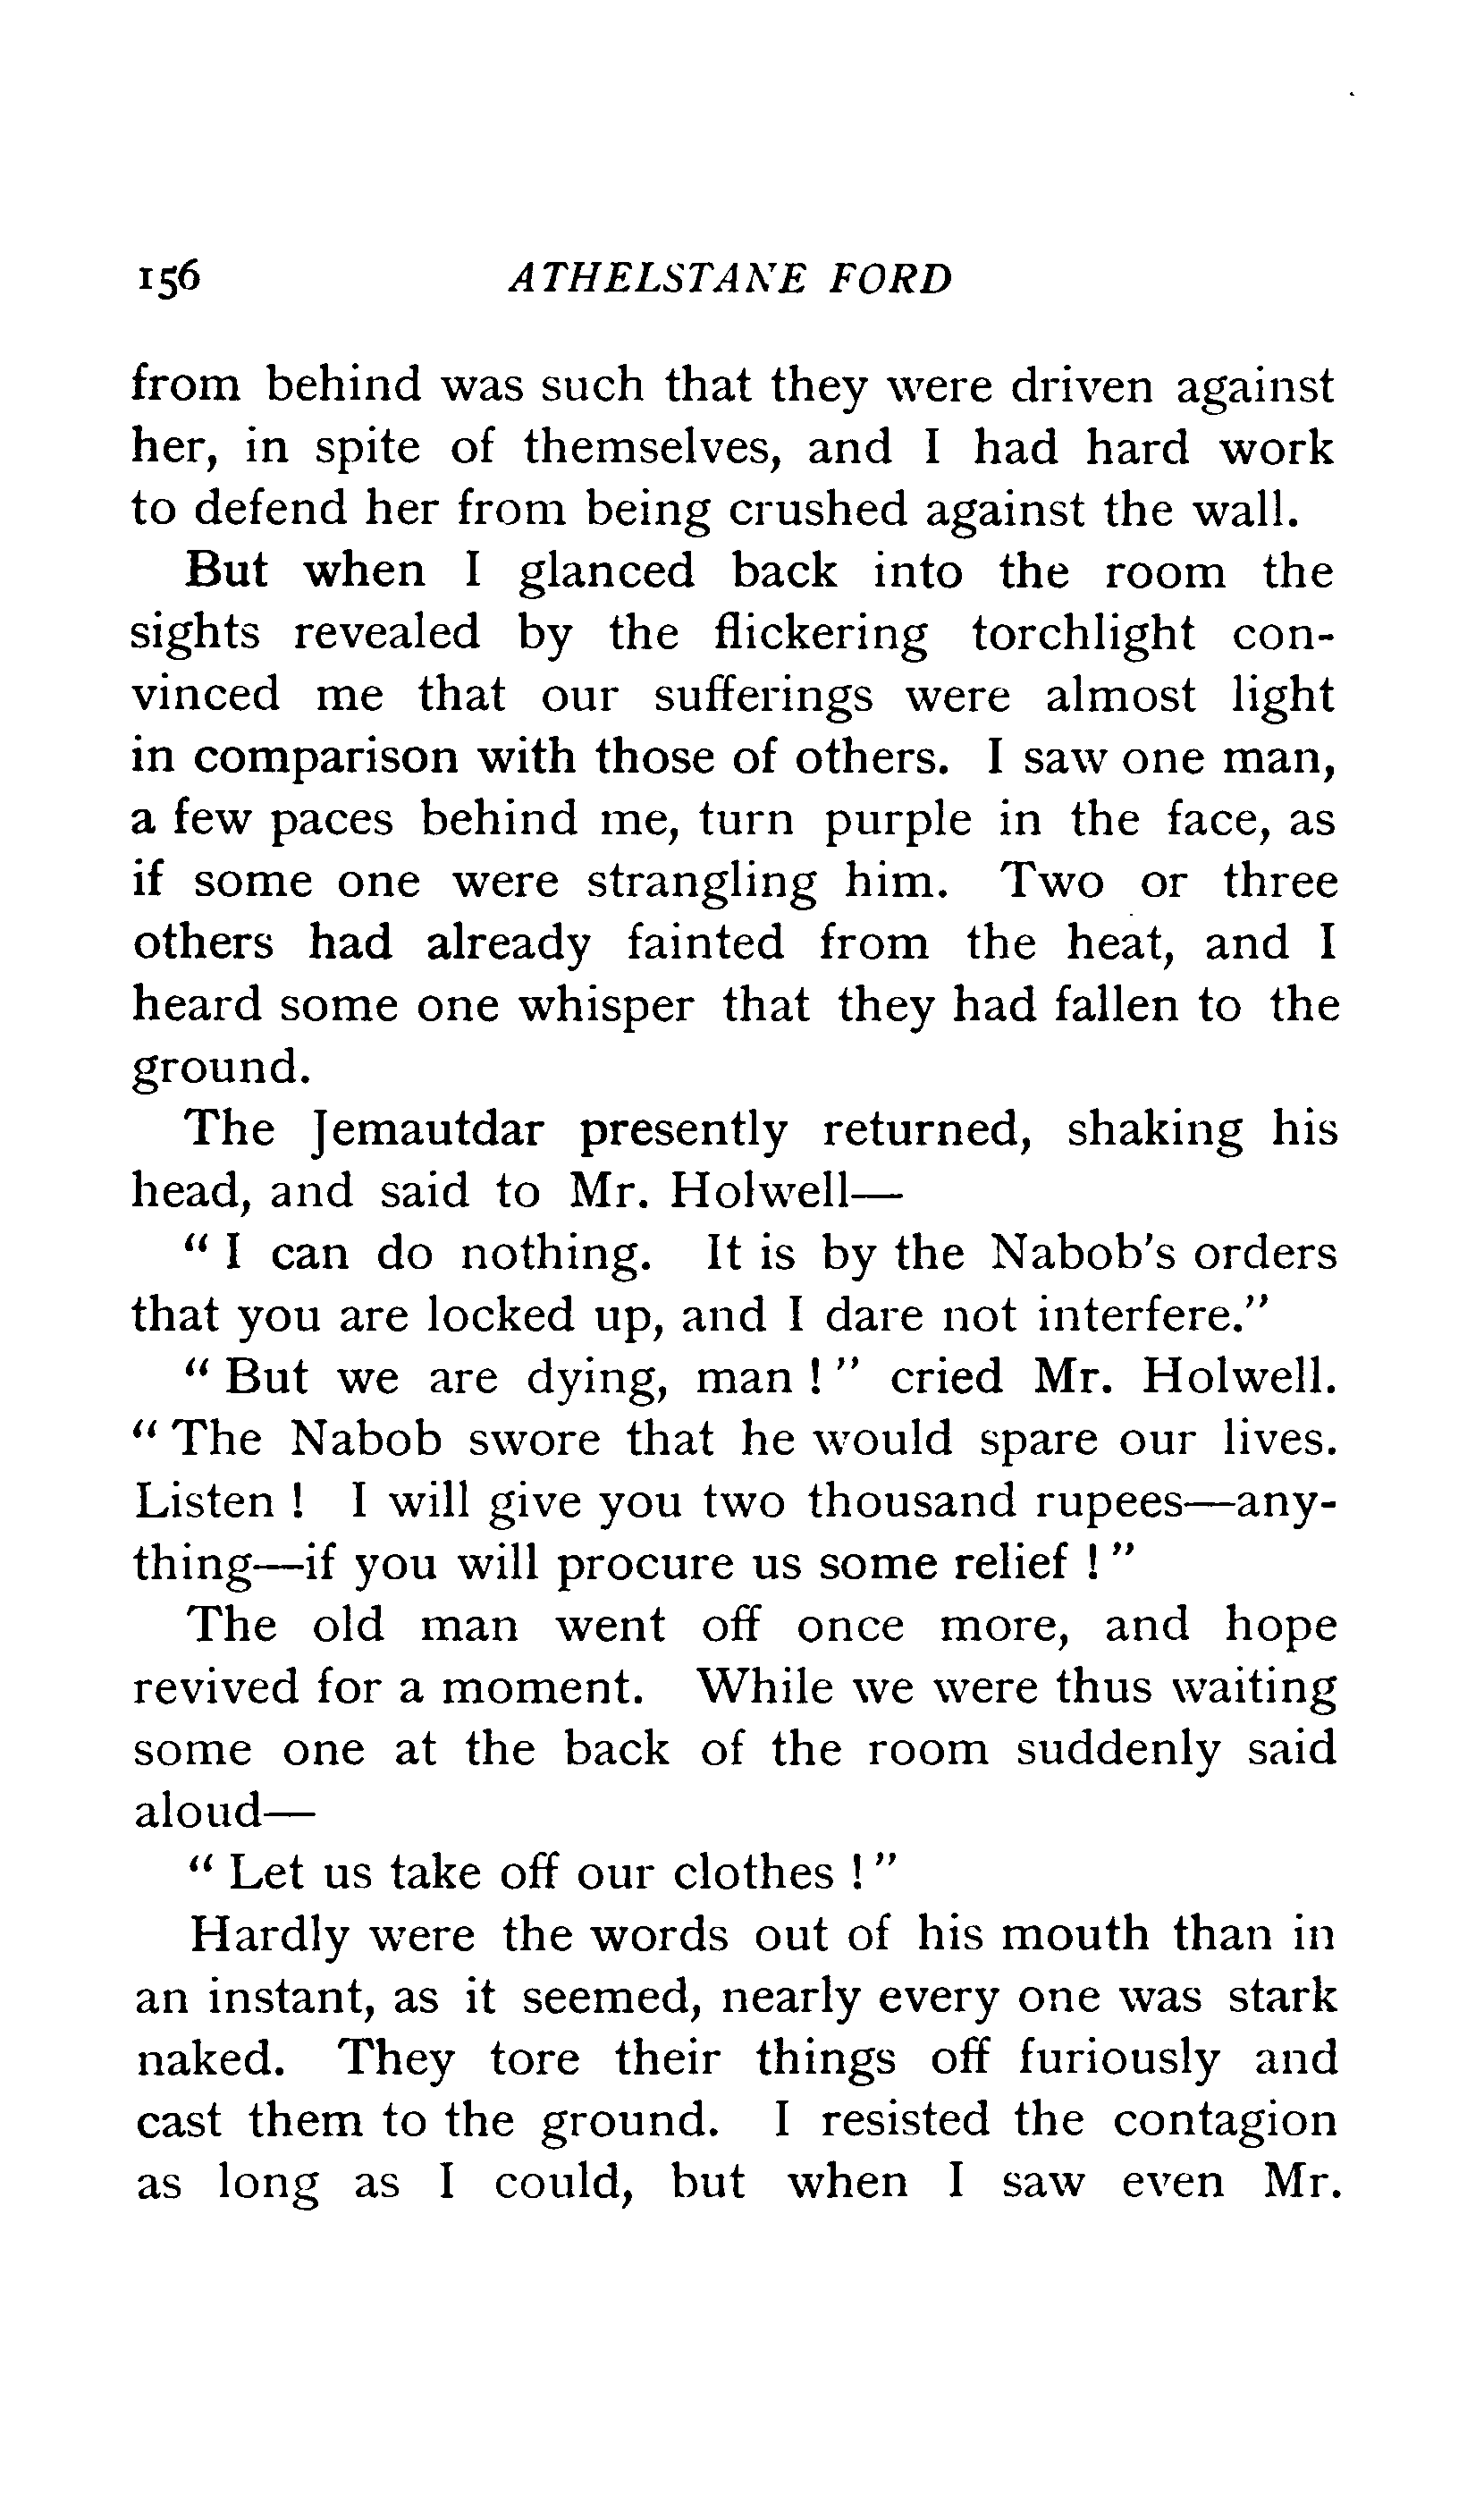 156 ATHELSTANE FORD
from behind was such that they were driven against
her, in spite of themselves, and I had hard work
to defend her from being crushed against the wall.
But when I glanced back into the room the
sights revealed by the flickering torchlight con-
vinced me that our sufferings were almost light
in comparison with those of others. I saw one man,
a few paces behind me, turn purple in the face, as
if some one were strangling him. Two or three
others had already fainted from the heat, and I
heard some one whisper that they had fallen to the
ground.
The Jemautdar presently returned, shaking his
head, and said to Mr. Holwell—
" I can do nothing. It is by the Nabob's orders
that you are locked up, and I dare not interfere."
" But we are dying, man ! " cried Mr. Holwell.
" The Nabob swore that he would spare our lives.
Listen ! I will give you two thousand rupees—any-
thing—if you will procure us some relief ! "
The old man went off once more, and hope
revived for a moment. While we were thus waiting
some one at the back of the room suddenly said
aloud—
" Let us take off our clothes ! "
Hardly were the words out of his mouth than in
an instant, as it seemed, nearly every one was stark
naked. They tore their things off furiously and
cast them to the ground. I resisted the contagion
as long as I could, but when I saw even Mr.